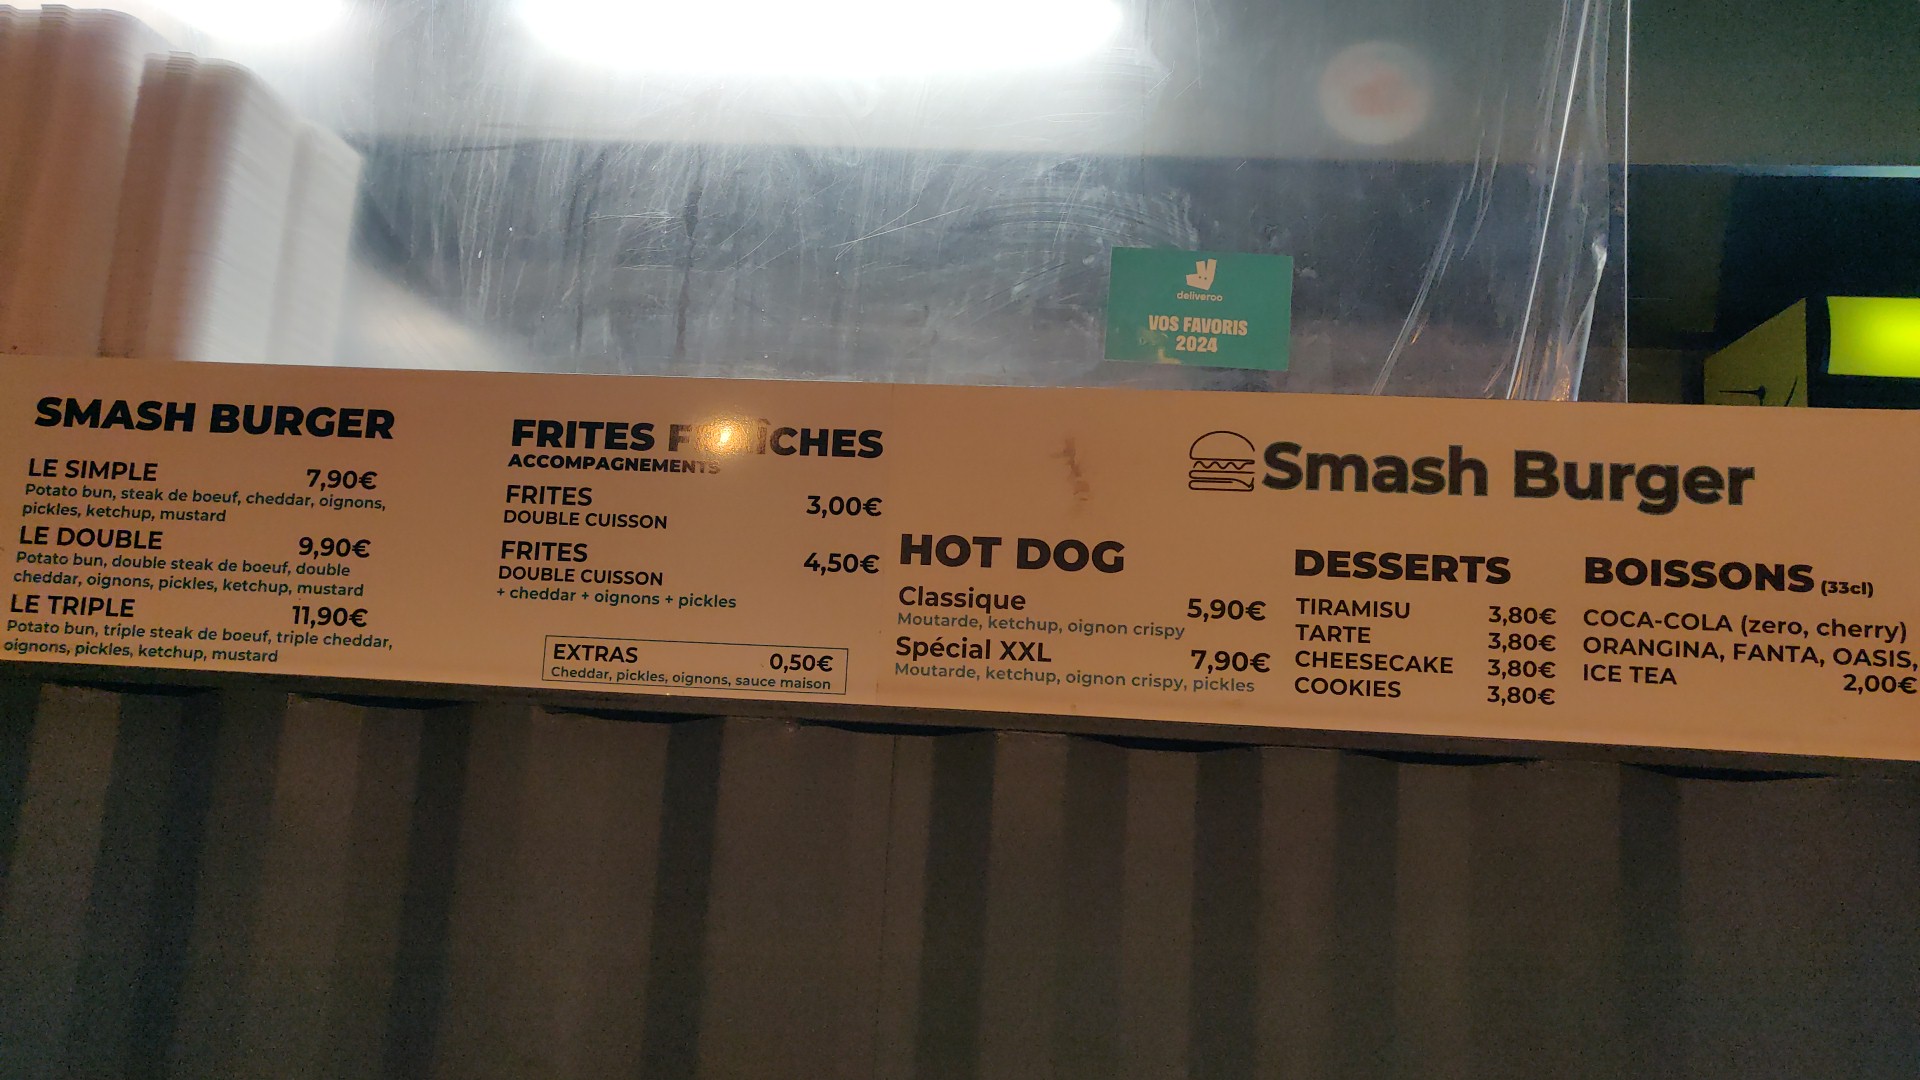 deliveroo
VOS FAVORIS
2024
SMASH BURGER
LE SIMPLE 7,90€
Potato bun, steak de boeuf, cheddar, oignons,
pickles, ketchup, mustard
LE DOUBLE 9,90€
Potato bun, double steak de boeuf, double
cheddar, oignons, pickles, ketchup, mustard
LE TRIPLE 11,90€
Potato bun, triple steak de boeuf, triple cheddar,
oignons, pickles, ketchup, mustard
FRITES FRAÎCHES
ACCOMPAGNEMENTS
FRITES 3,00€
DOUBLE CUISSON
FRITES 4,50€
DOUBLE CUISSON
+ cheddar + oignons + pickles
EXTRAS 0,50€
Cheddar, pickles, oignons, sauce maison
Smash Burger
HOT DOG
Classique 5,90€
Moutarde, ketchup, oignon crispy
Spécial XXL 7,90€
Moutarde, ketchup, oignon crispy, pickles
DESSERTS
TIRAMISU 3,80€
TARTE 3,80€
CHEESECAKE 3,80€
COOKIES 3,80€
BOISSONS (33cl)
COCA-COLA (zero, cherry)
ORANGINA, FANTA, OASIS,
ICE TEA 2,00€